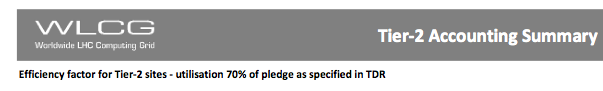 WLCG
Worldwide LHC Computing Grid
Tier-2 Accounting Summary
Efficiency factor for Tier-2 sites - utilisation 70% of pledge as specified in TDR